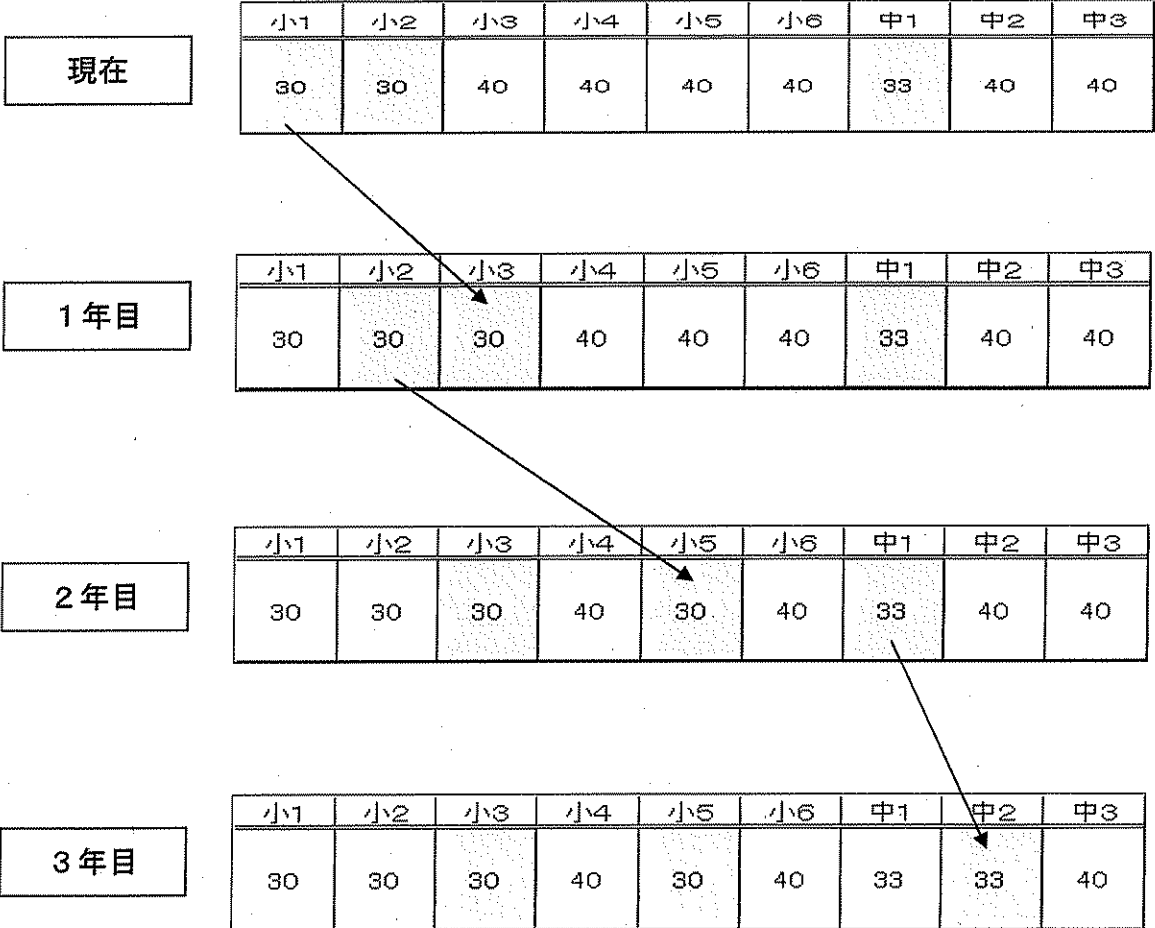 小1 小2 小3 小4 小5 小6 中1 中2 中3
現在
30 30 40 40 40 40 33 40 40
小1 小2 小3 小4 小5 小6 中1 中2 中3
1年目
30 30 30 40 40 40 33 40 40
小1 小2 小3 小4 小5 小6 中1 中2 中3
2年目
30 30 30 40 30 40 33 40 40
小1 小2 小3 小4 小5 小6 中1 中2 中3
3年目
30 30 30 40 30 40 33 33 40